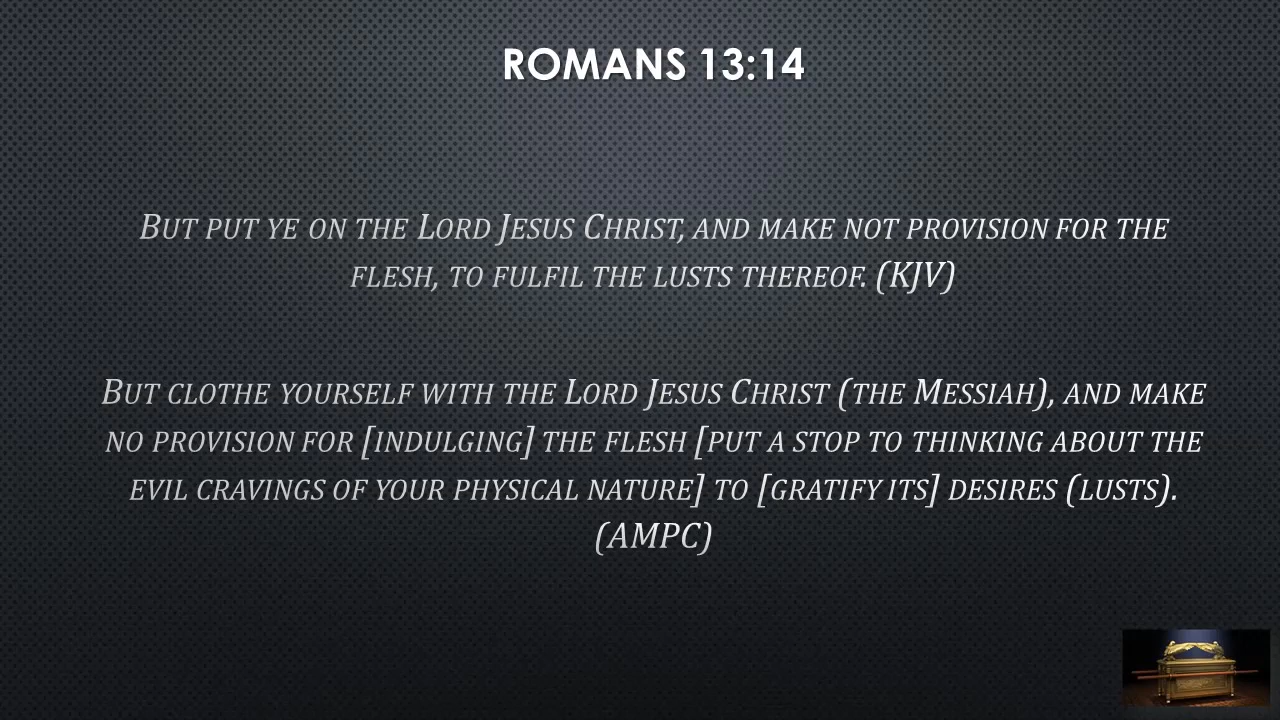 ROMANS 13:14
But put ye on the Lord Jesus Christ, and make not provision for the
flesh, to fulfil the lusts thereof. (KJV)
But clothe yourself with the Lord Jesus Christ (the Messiah), and make
no provision for [indulging] the flesh [put a stop to thinking about the
evil cravings of your physical nature] to [gratify its] desires (lusts).
(AMPC)